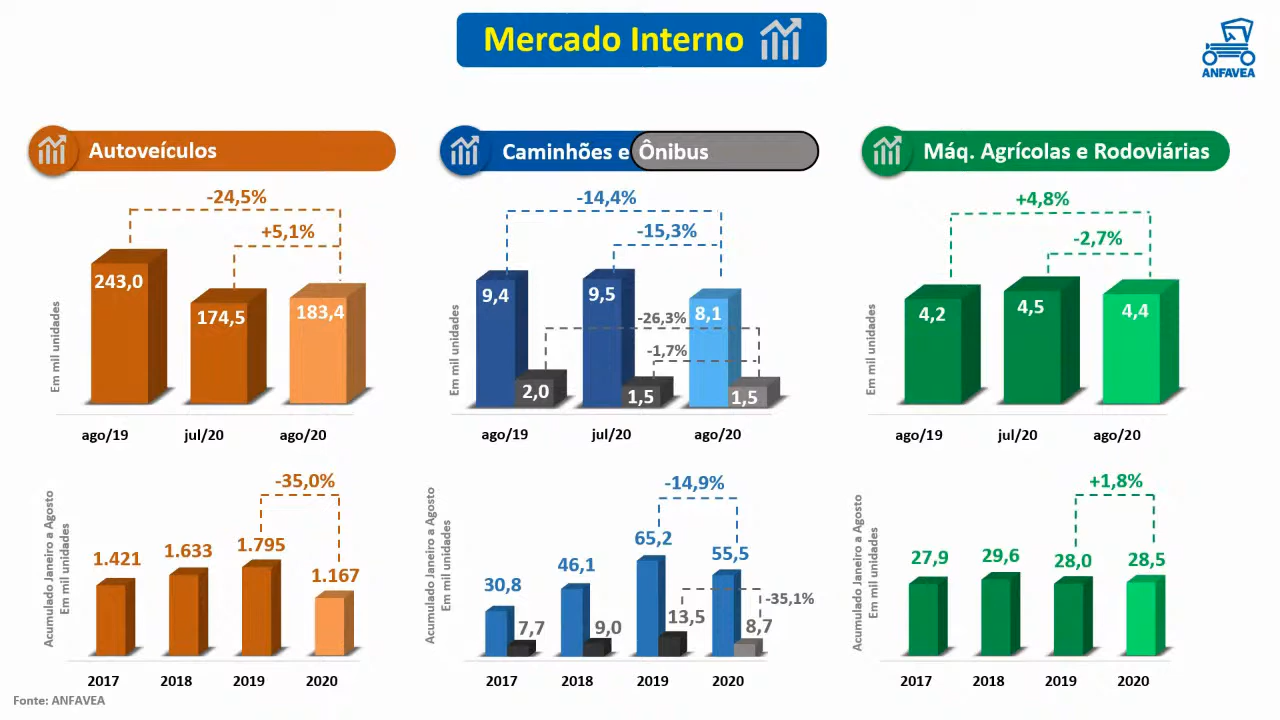 Mercado Interno
ANFAVEA
Autoveículos
-24,5%
+5,1%
243,0
174,5
183,4
Em mil unidades
ago/19
jul/20
ago/20
Caminhões e Ônibus
-14,4%
-15,3%
9,4
9,5
8,1
-26,3%
-1,7%
2,0
1,5
1,5
Em mil unidades
ago/19
jul/20
ago/20
Máq. Agrícolas e Rodoviárias
+4,8%
-2,7%
4,2
4,5
4,4
Em mil unidades
ago/19
jul/20
ago/20
Acumulado Janeiro a Agosto
Em mil unidades
-35,0%
1.421
1.633
1.795
1.167
2017
2018
2019
2020
Acumulado Janeiro a Agosto
Em mil unidades
-14,9%
30,8
46,1
65,2
55,5
-35,1%
7,7
9,0
13,5
8,7
2017
2018
2019
2020
Acumulado Janeiro a Agosto
Em mil unidades
+1,8%
27,9
29,6
28,0
28,5
2017
2018
2019
2020
Fonte: ANFAVEA